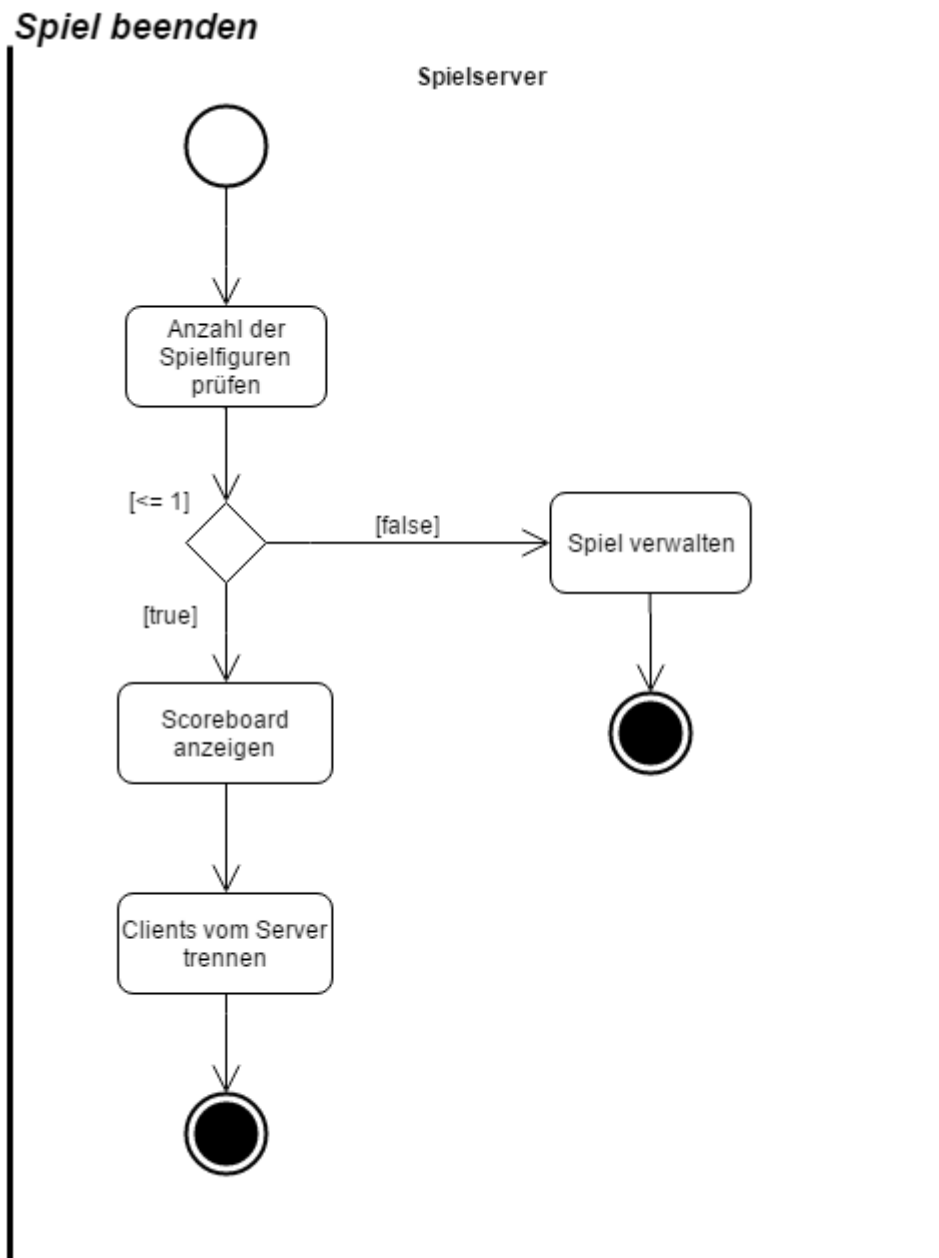 Spiel beenden
Spielserver
Anzahl der
Spielfiguren
prüfen
[<= 1]
[false]
Spiel verwalten
[true]
Scoreboard
anzeigen
Clients vom Server
trennen